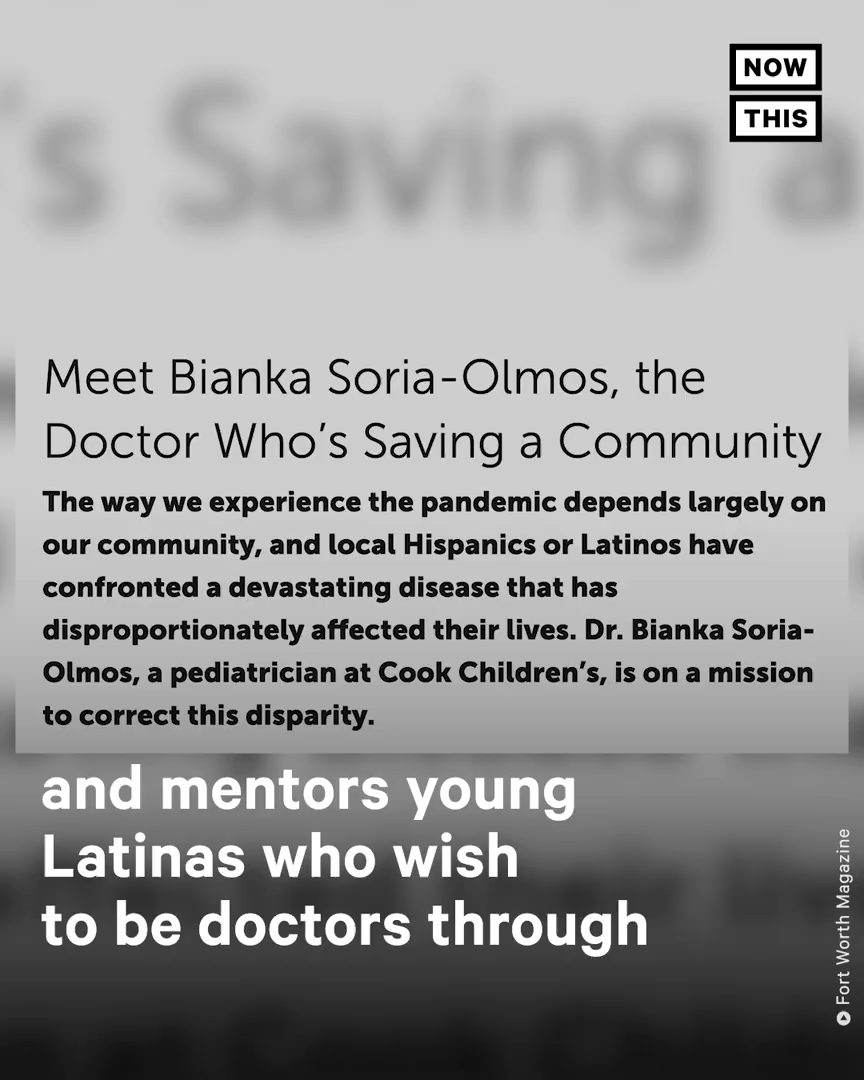 NOW
THIS
's Saving a
Meet Bianka Soria-Olmos, the
Doctor Who's Saving a Community
The way we experience the pandemic depends largely on
our community, and local Hispanics or Latinos have
confronted a devastating disease that has
disproportionately affected their lives. Dr. Bianka Soria-
Olmos, a pediatrician at Cook Children's, is on a mission
to correct this disparity.
and mentors young
Latinas who wish
to be doctors through
Fort Worth Magazine